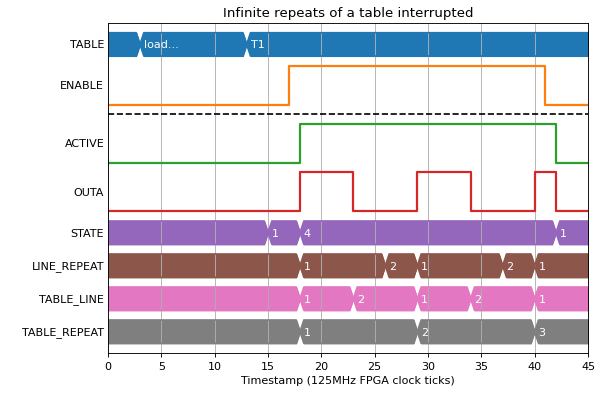 Infinite repeats of a table interrupted
TABLE load... T1
ENABLE
ACTIVE
OUTA
STATE 1 4 1
LINE_REPEAT 1 2 1 2 1
TABLE_LINE 1 2 1 2 1
TABLE_REPEAT 1 2 3
0 5 10 15 20 25 30 35 40 45
Timestamp (125MHz FPGA clock ticks)